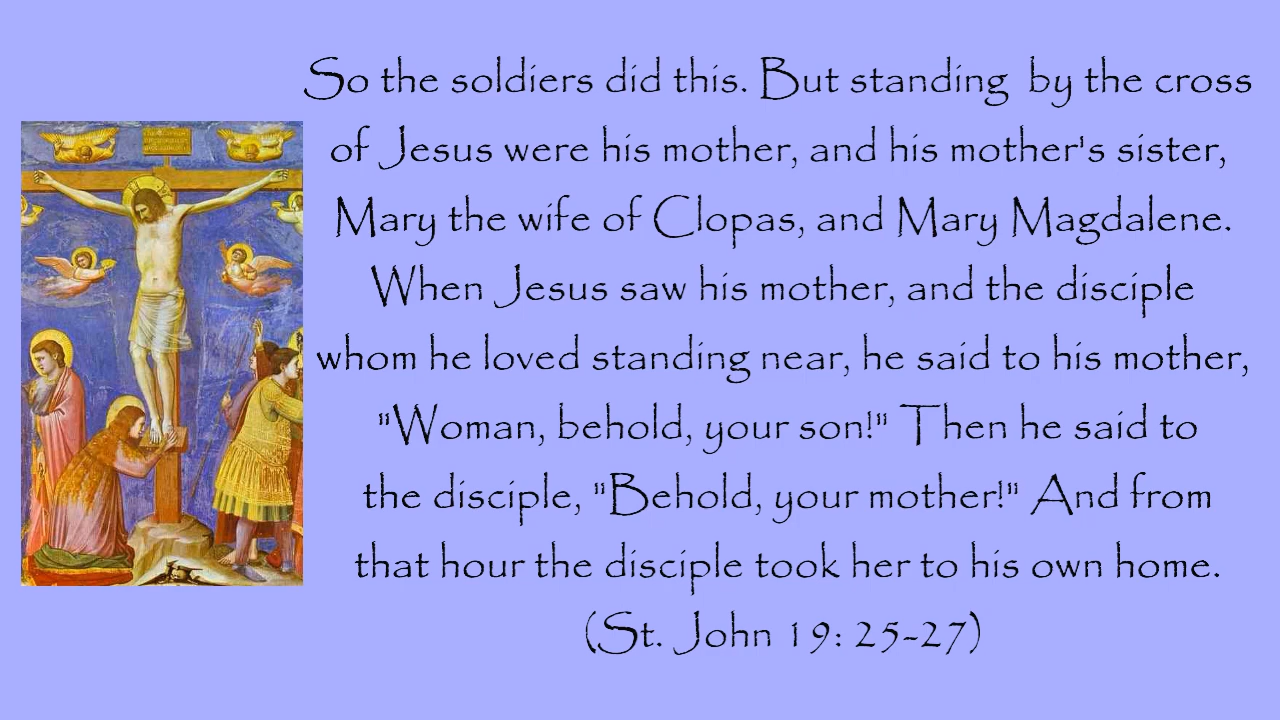 So the soldiers did this. But standing by the cross
of Jesus were his mother, and his mother's sister,
Mary the wife of Clopas, and Mary Magdalene.
When Jesus saw his mother, and the disciple
whom he loved standing near, he said to his mother,
"Woman, behold, your son!" Then he said to
the disciple, "Behold, your mother!" And from
that hour the disciple took her to his own home.
(St. John 19: 25-27)